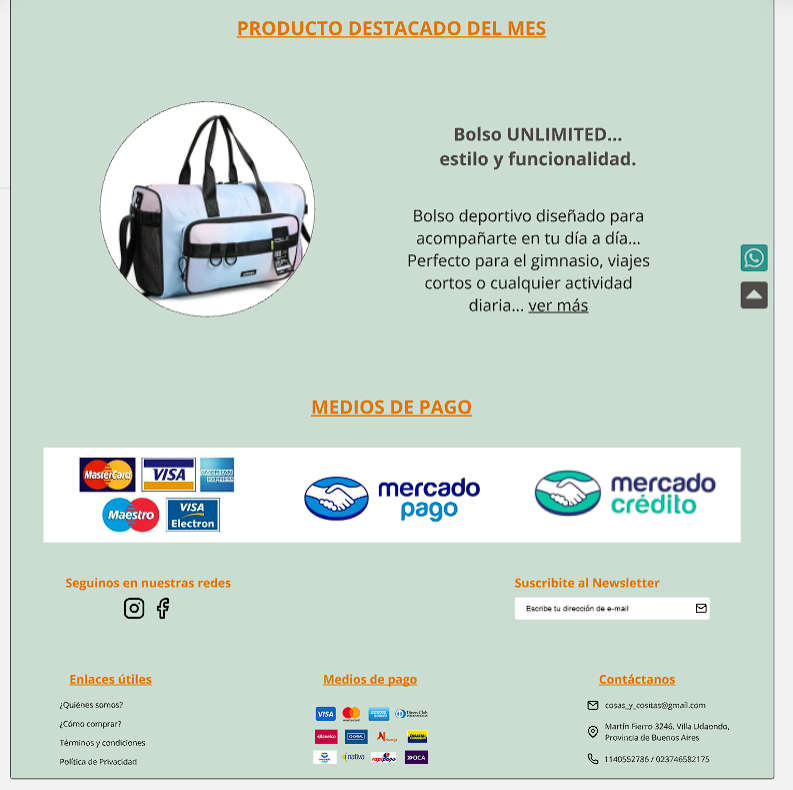 PRODUCTO DESTACADO DEL MES
Bolso UNLIMITED...
estilo y funcionalidad.
Bolso deportivo diseñado para
acompañarte en tu día a día...
Perfecto para el gimnasio, viajes
cortos o cualquier actividad
diaria... ver más
MEDIOS DE PAGO
MasterCard VISA AMERICAN EXPRESS
Maestro VISA Electron
mercado pago
mercado crédito
Seguinos en nuestras redes
Suscribite al Newsletter
Escribe tu dirección de e-mail
Enlaces útiles
¿Quiénes somos?
¿Cómo comprar?
Términos y condiciones
Política de Privacidad
Medios de pago
VISA mastercard Diners Club
CABAL Naranja
nativa rapipago OCA
Contáctanos
cosas_y_cositas@gmail.com
Martín Fierro 3246, Villa Udaondo,
Provincia de Buenos Aires
1140552786 / 023746582175